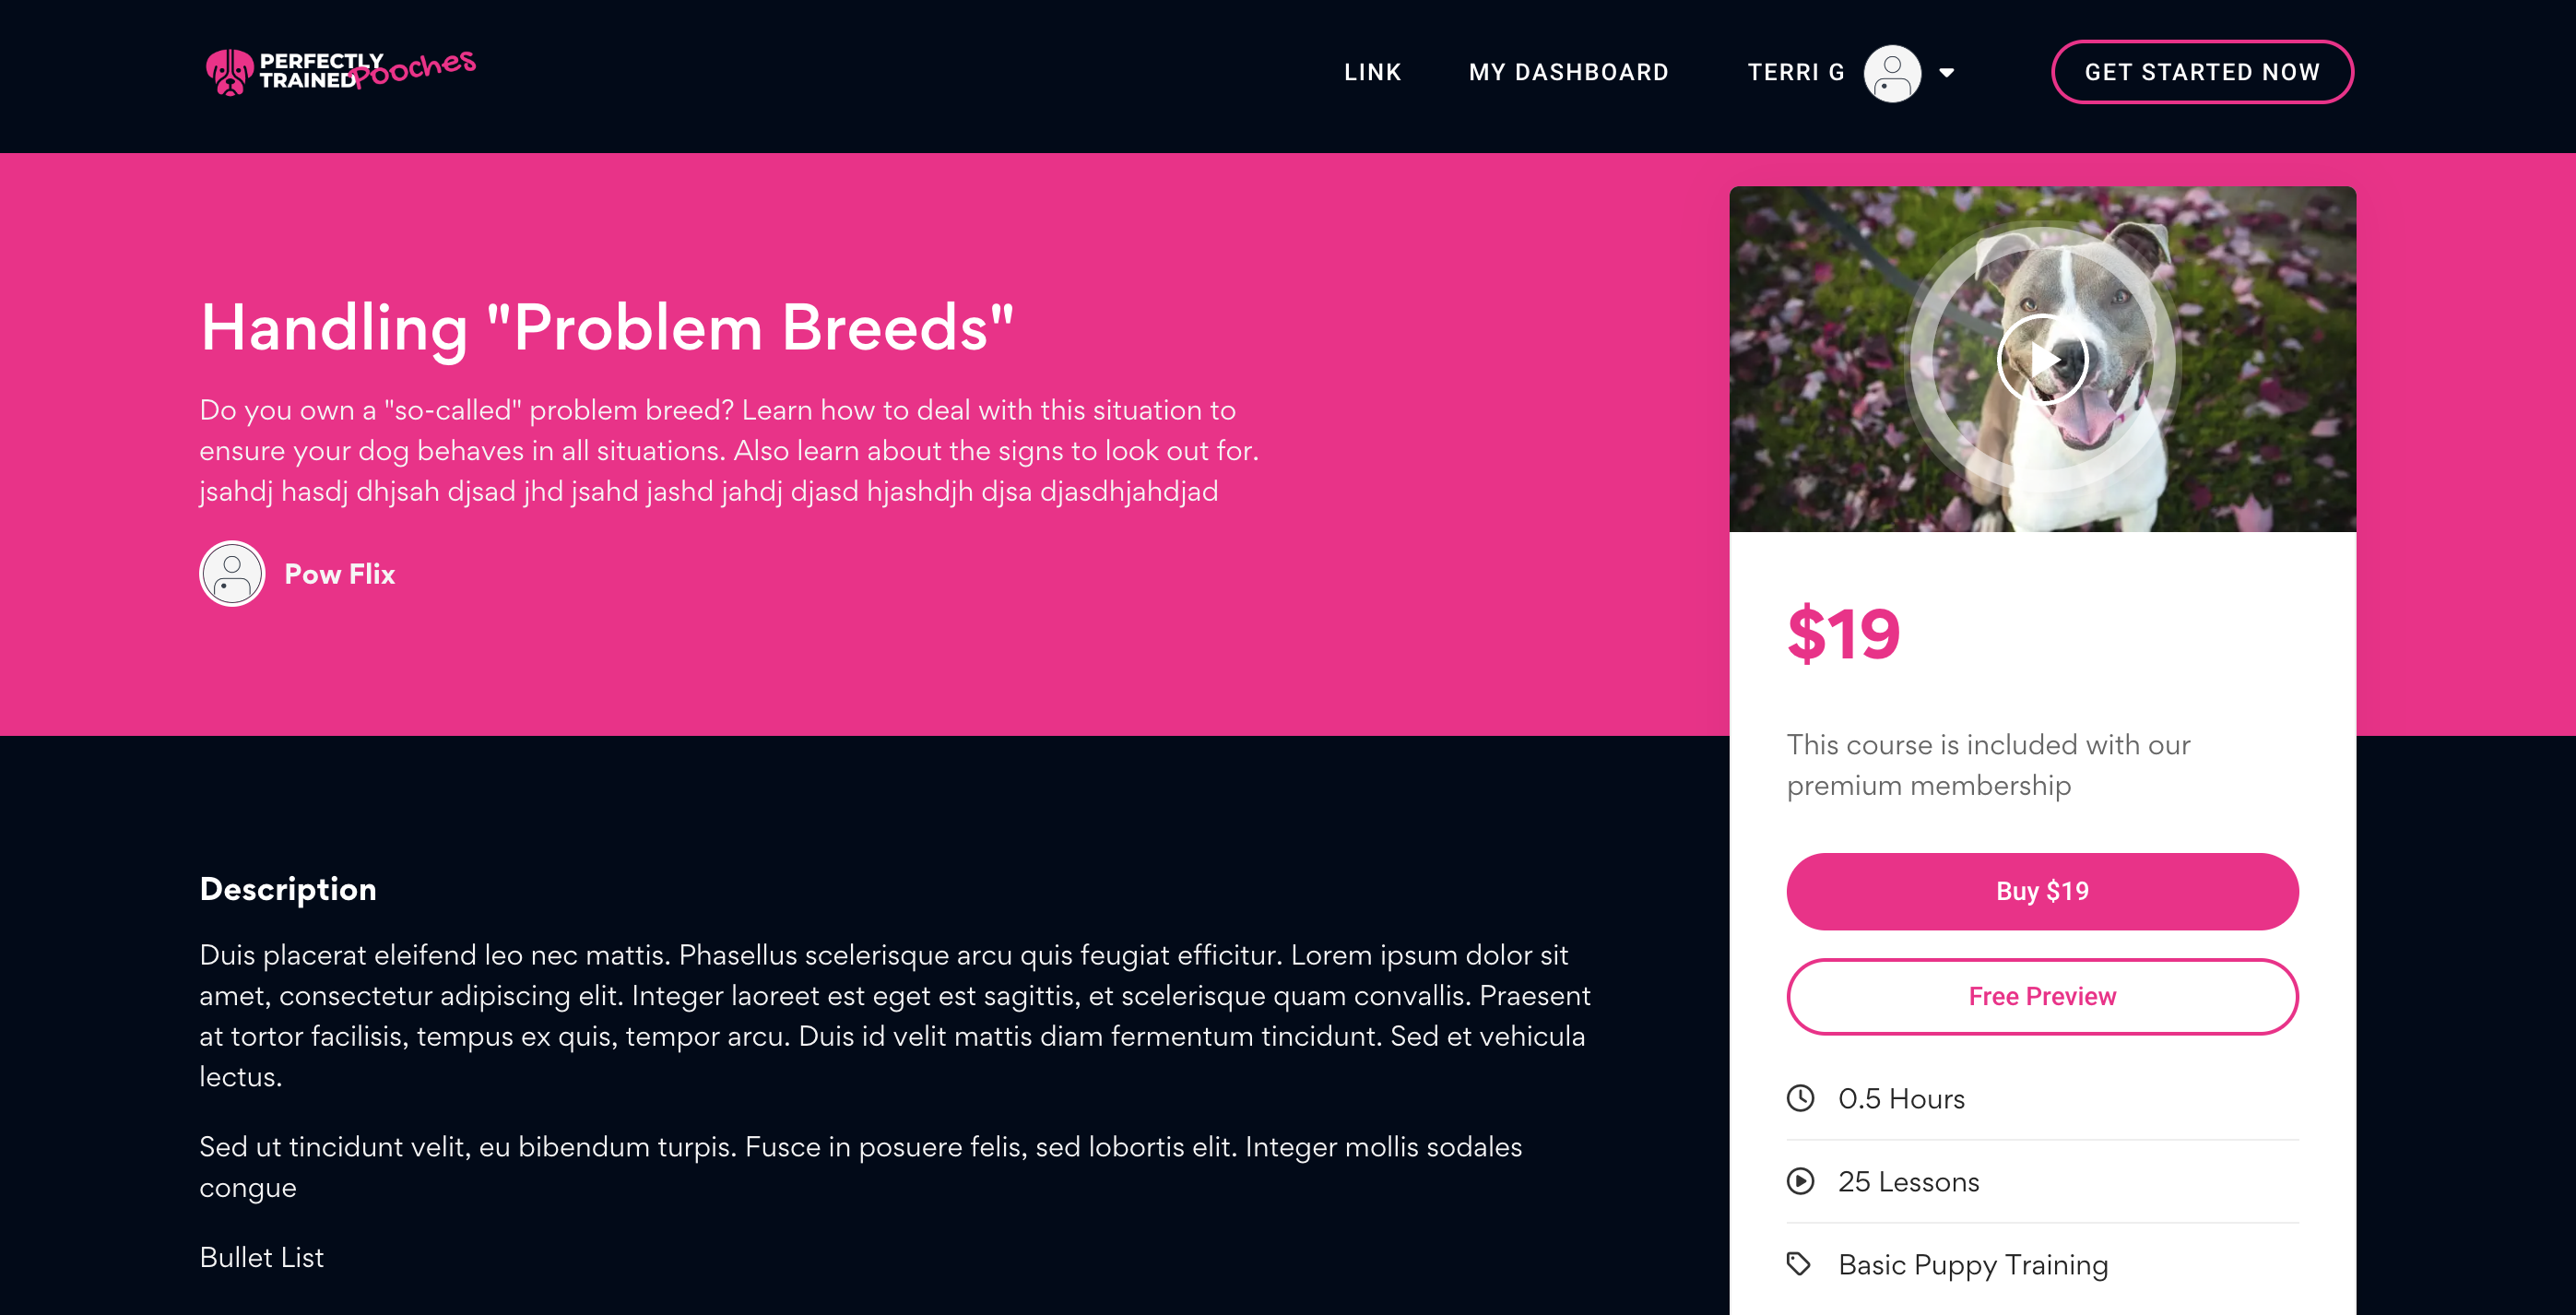 PERFECTLY
TRAINED Pooches
LINK
MY DASHBOARD
TERRI G
GET STARTED NOW
Handling "Problem Breeds"
Do you own a "so-called" problem breed? Learn how to deal with this situation to
ensure your dog behaves in all situations. Also learn about the signs to look out for.
jsahdj hasdj dhjsah djsad jhd jsahd jashd jahdj djasd hjashdjh djsa djasdhjahdjad
Pow Flix
$19
This course is included with our
premium membership
Buy $19
Free Preview
0.5 Hours
25 Lessons
Basic Puppy Training
Description
Duis placerat eleifend leo nec mattis. Phasellus scelerisque arcu quis feugiat efficitur. Lorem ipsum dolor sit
amet, consectetur adipiscing elit. Integer laoreet est eget est sagittis, et scelerisque quam convallis. Praesent
at tortor facilisis, tempus ex quis, tempor arcu. Duis id velit mattis diam fermentum tincidunt. Sed et vehicula
lectus.
Sed ut tincidunt velit, eu bibendum turpis. Fusce in posuere felis, sed lobortis elit. Integer mollis sodales
congue
Bullet List